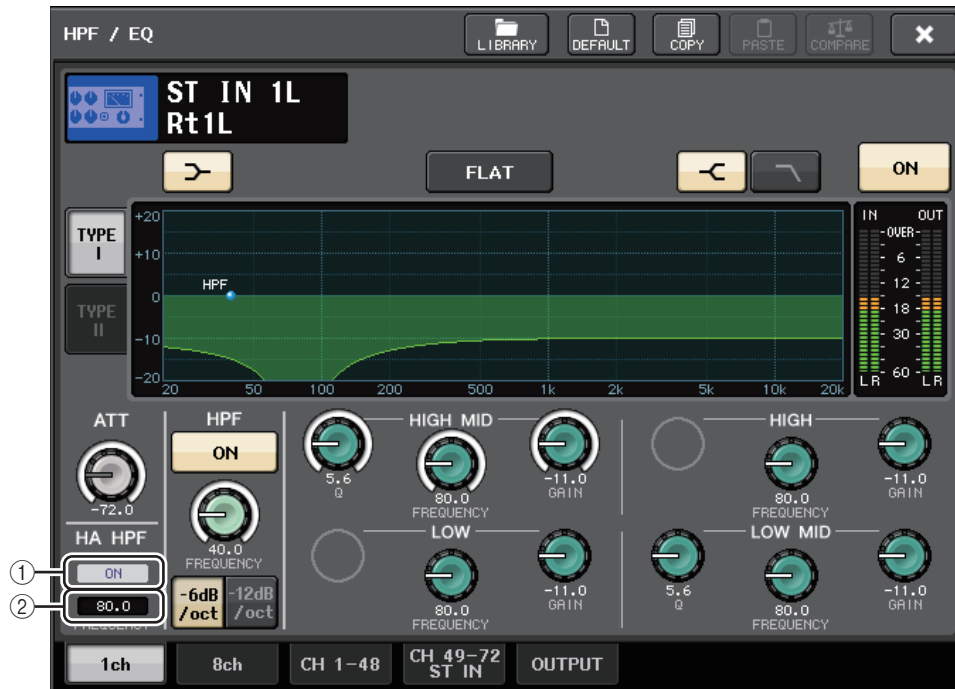 HPF / EQ
LIBRARY
DEFAULT
COPY
PASTE
COMPARE
ST IN 1L
Rt1L
FLAT
ON
TYPE
I
TYPE
II
+20
+10
0
-10
-20
HPF
20 50 100 200 500 1k 2k 5k 10k 20k
IN OUT
OVER
6
12
18
30
60
L R L R
ATT
-72.0
HA HPF
① ON
② 80.0
FREQUENCY
HPF
ON
40.0
FREQUENCY
-6dB
/oct
-12dB
/oct
HIGH MID
5.6
Q
80.0
FREQUENCY
-11.0
GAIN
HIGH
80.0
FREQUENCY
-11.0
GAIN
LOW
80.0
FREQUENCY
-11.0
GAIN
LOW MID
5.6
Q
80.0
FREQUENCY
-11.0
GAIN
1ch
8ch
CH 1-48
CH 49-72
ST IN
OUTPUT